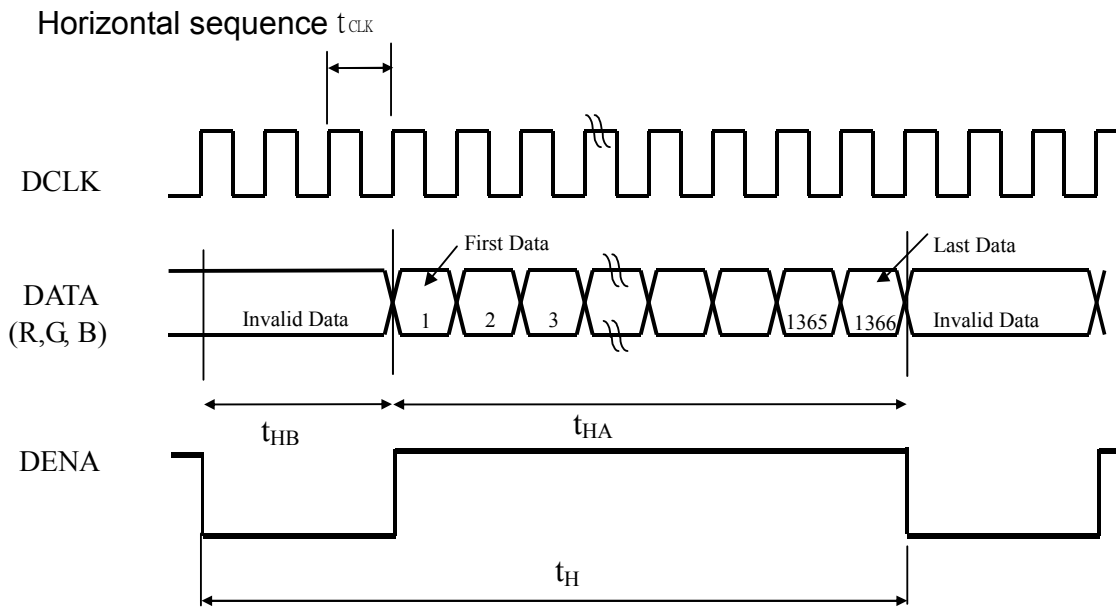 Horizontal sequence tCLK
DCLK
First Data
Last Data
DATA
(R,G, B)
Invalid Data
1
2
3
1365
1366
Invalid Data
tHB
tHA
DENA
tH